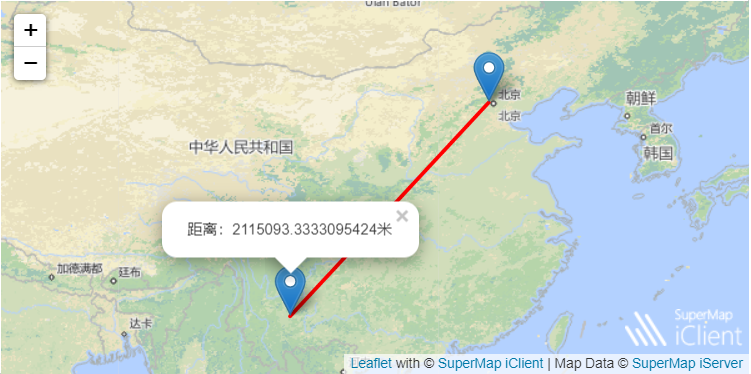 Ulan Bator
+
−
北京
北京
朝鲜
首尔
韩国
中华人民共和国
×
距离：2115093.3333095424米
加德满都
廷布
达卡
SuperMap
iClient
Leaflet with © SuperMap iClient | Map Data © SuperMap iServer